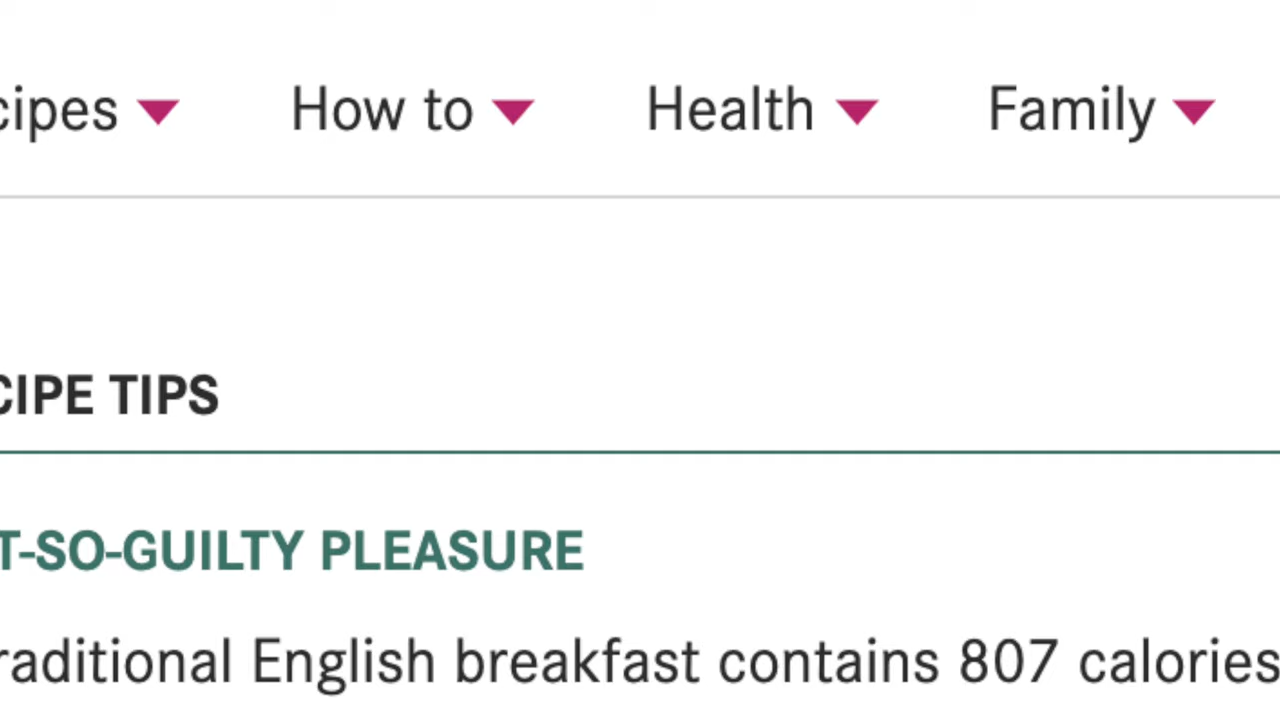 cipes How to Health Family
CIPE TIPS
T-SO-GUILTY PLEASURE
raditional English breakfast contains 807 calories